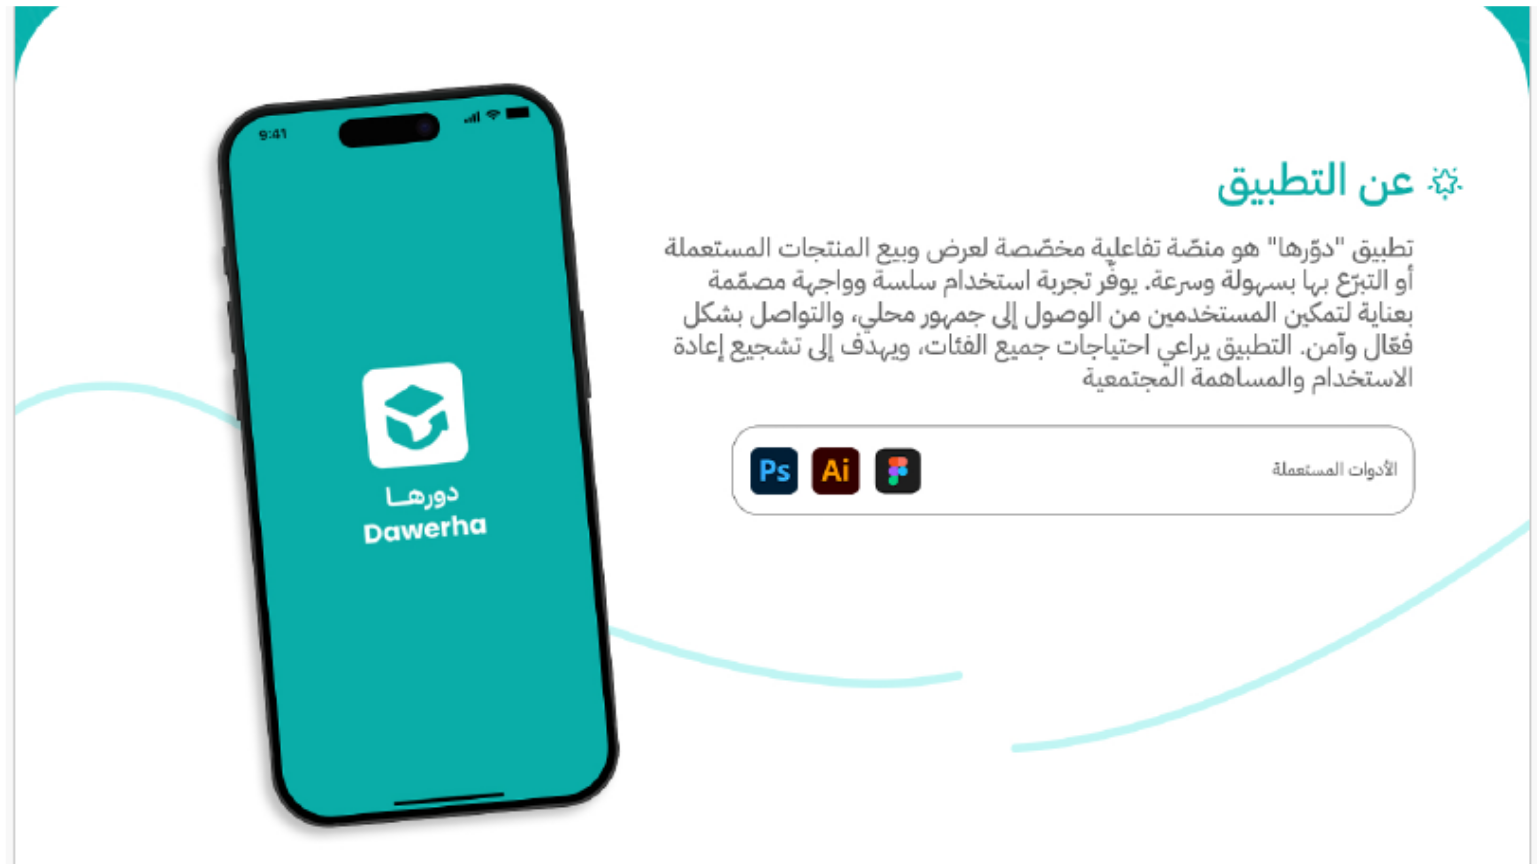 عن التطبيق
تطبيق "دوّرها" هو منصّة تفاعلية مخصّصة لعرض وبيع المنتجات المستعملة
أو التبرّع بها بسهولة وسرعة. يوفّر تجربة استخدام سلسة وواجهة مصمّمة
بعناية لتمكين المستخدمين من الوصول إلى جمهور محلي، والتواصل بشكل
فعّال وآمن. التطبيق يراعي احتياجات جميع الفئات، ويهدف إلى تشجيع إعادة
الاستخدام والمساهمة المجتمعية
الأدوات المستعملة
Ps Ai
9:41
دورهــا
Dawerha